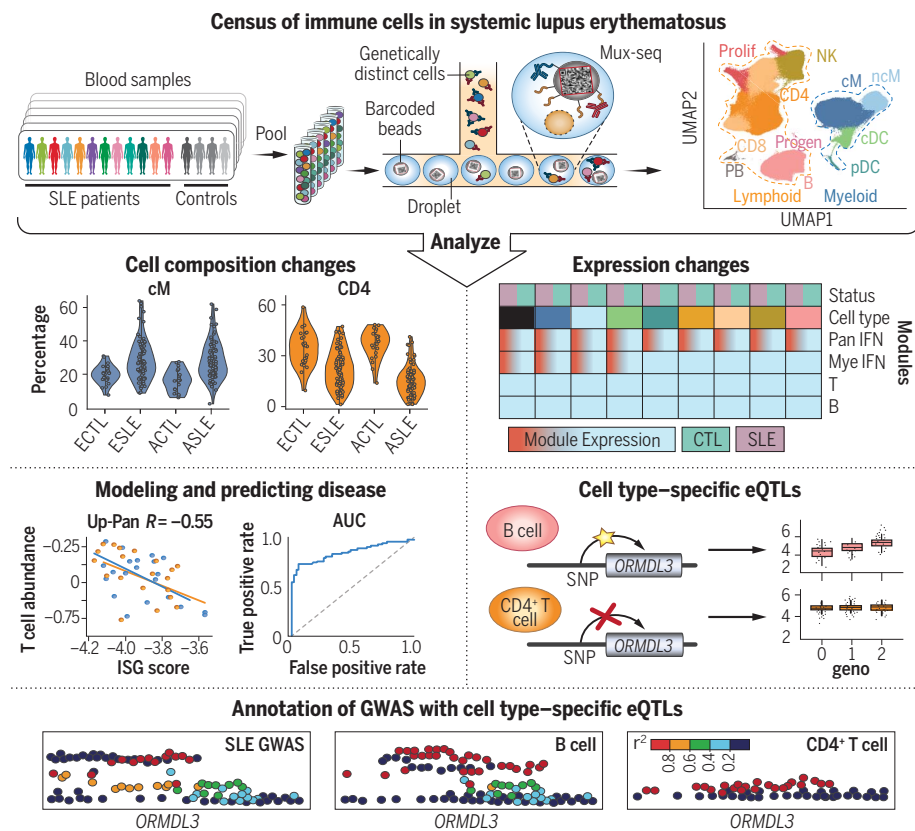 Census of immune cells in systemic lupus erythematosus
Blood samples
SLE patients
Controls
Pool
Genetically
distinct cells
Barcoded
beads
Droplet
Mux-seq
UMAP2
UMAP1
Prolif
NK
CD4
cM
ncM
CD8
Progen
cDC
PB
B
pDC
Lymphoid
Myeloid
Analyze
Cell composition changes
cM
CD4
Percentage
60
40
20
0
ECTL
ESLE
ACTL
ASLE
60
30
0
ECTL
ESLE
ACTL
ASLE
Expression changes
Status
Cell type
Pan IFN
Mye IFN
T
B
Modules
Module Expression
CTL
SLE
Modeling and predicting disease
Up-Pan R = −0.55
T cell abundance
−0.25
0
−0.75
−4.2
−4.0
−3.8
−3.6
ISG score
AUC
True positive rate
1.0
0.5
0
0
0.5
1.0
False positive rate
Cell type–specific eQTLs
B cell
SNP
ORMDL3
6
4
2
CD4⁺ T
cell
SNP
ORMDL3
6
4
2
0
1
2
geno
Annotation of GWAS with cell type–specific eQTLs
SLE GWAS
ORMDL3
B cell
ORMDL3
r²
0.8
0.6
0.4
0.2
CD4⁺ T cell
ORMDL3